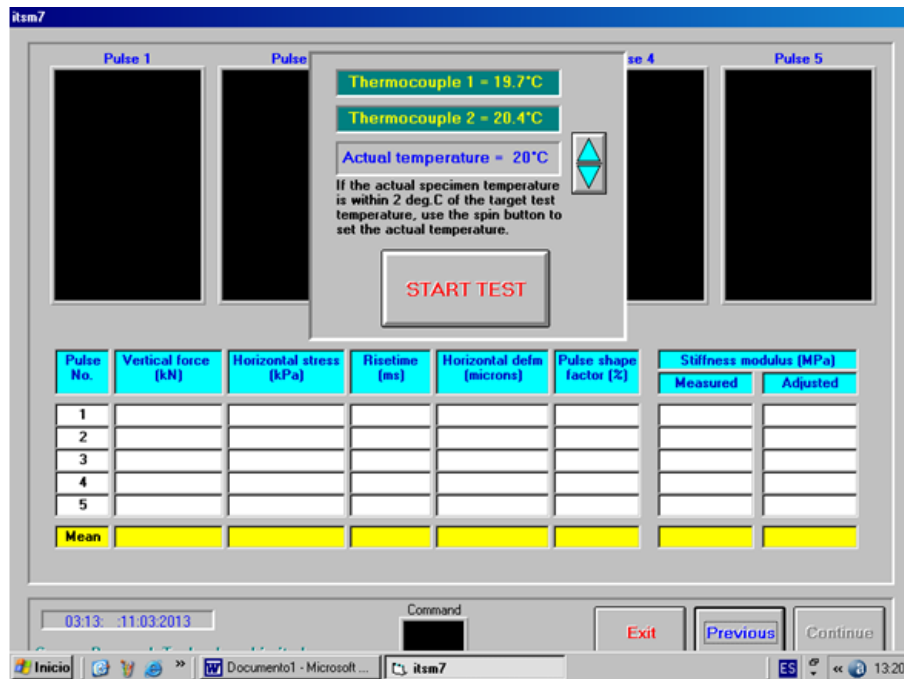 itsm7
Pulse 1
Pulse
se 4
Pulse 5
Thermocouple 1 = 19.7°C
Thermocouple 2 = 20.4°C
Actual temperature = 20°C
If the actual specimen temperature
is within 2 deg.C of the target test
temperature, use the spin button to
set the actual temperature.
START TEST
Pulse No.
Vertical force (kN)
Horizontal stress (kPa)
Risetime (ms)
Horizontal defm (microns)
Pulse shape factor (%)
Stiffness modulus (MPa)
Measured
Adjusted
1
2
3
4
5
Mean
03:13: :11:03:2013
Command
Exit
Previous
Continue
Inicio
»
Documento1 - Microsoft ...
itsm7
ES
«
13:20